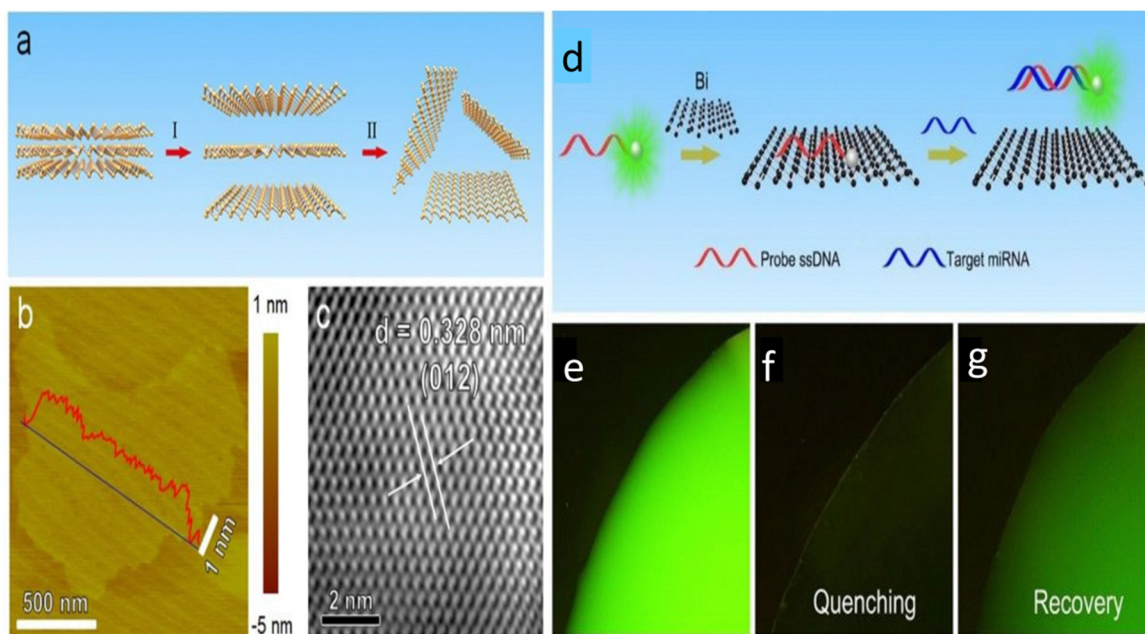 a
I
II
b
1 nm
-5 nm
1 nm
500 nm
c
d = 0.328 nm
(012)
2 nm
d
Bi
Probe ssDNA
Target miRNA
e
f
Quenching
g
Recovery